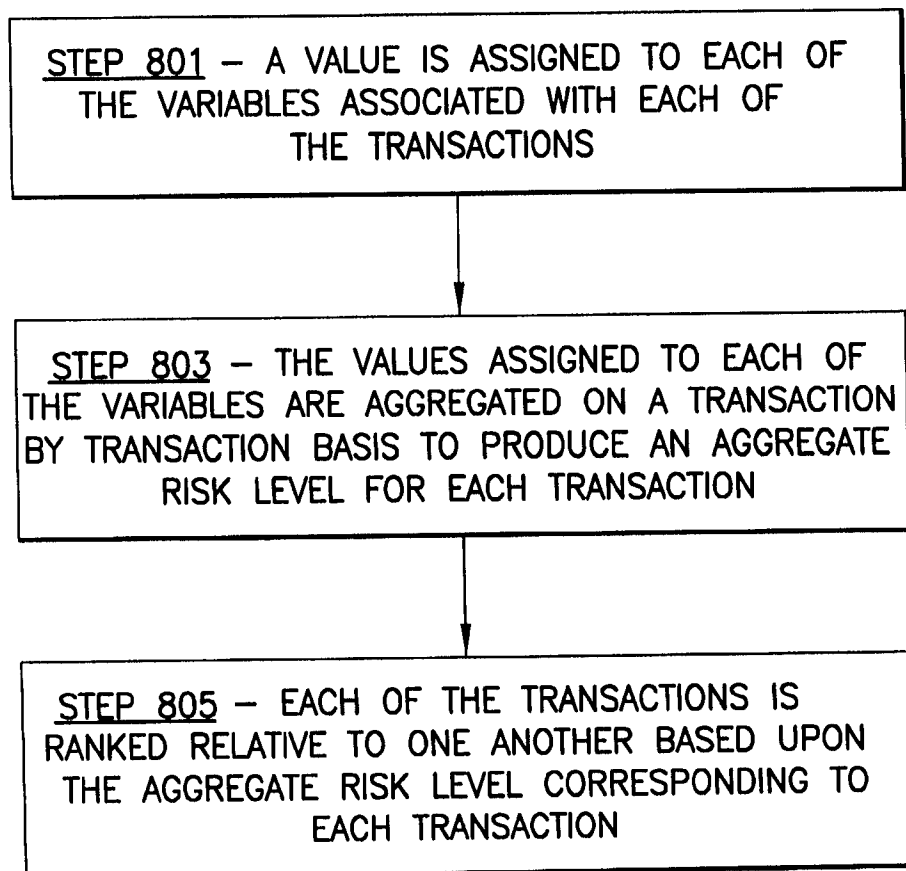 STEP 801 – A VALUE IS ASSIGNED TO EACH OF
THE VARIABLES ASSOCIATED WITH EACH OF
THE TRANSACTIONS
STEP 803 – THE VALUES ASSIGNED TO EACH OF
THE VARIABLES ARE AGGREGATED ON A TRANSACTION
BY TRANSACTION BASIS TO PRODUCE AN AGGREGATE
RISK LEVEL FOR EACH TRANSACTION
STEP 805 – EACH OF THE TRANSACTIONS IS
RANKED RELATIVE TO ONE ANOTHER BASED UPON
THE AGGREGATE RISK LEVEL CORRESPONDING TO
EACH TRANSACTION